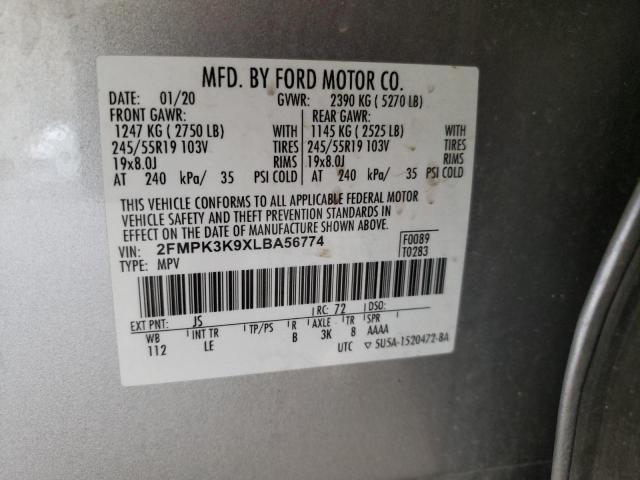 MFD. BY FORD MOTOR CO.
DATE: 01/20 GVWR: 2390 KG ( 5270 LB)
FRONT GAWR: REAR GAWR:
1247 KG ( 2750 LB) WITH 1145 KG ( 2525 LB) WITH
245/55R19 103V TIRES 245/55R19 103V TIRES
19x8.0J RIMS 19x8.0J RIMS
AT 240 kPa/ 35 PSI COLD AT 240 kPa/ 35 PSI COLD
THIS VEHICLE CONFORMS TO ALL APPLICABLE FEDERAL MOTOR
VEHICLE SAFETY AND THEFT PREVENTION STANDARDS IN
EFFECT ON THE DATE OF MANUFACTURE SHOWN ABOVE.
VIN: 2FMPK3K9XLBA56774 F0089
TYPE: MPV T0283
EXT PNT: JS RC: 72 DSO:
WB INT TR TP/PS R AXLE TR SPR
112 LE B 3K 8 AAAA
UTC ▽ 5U5A-1520472-BA